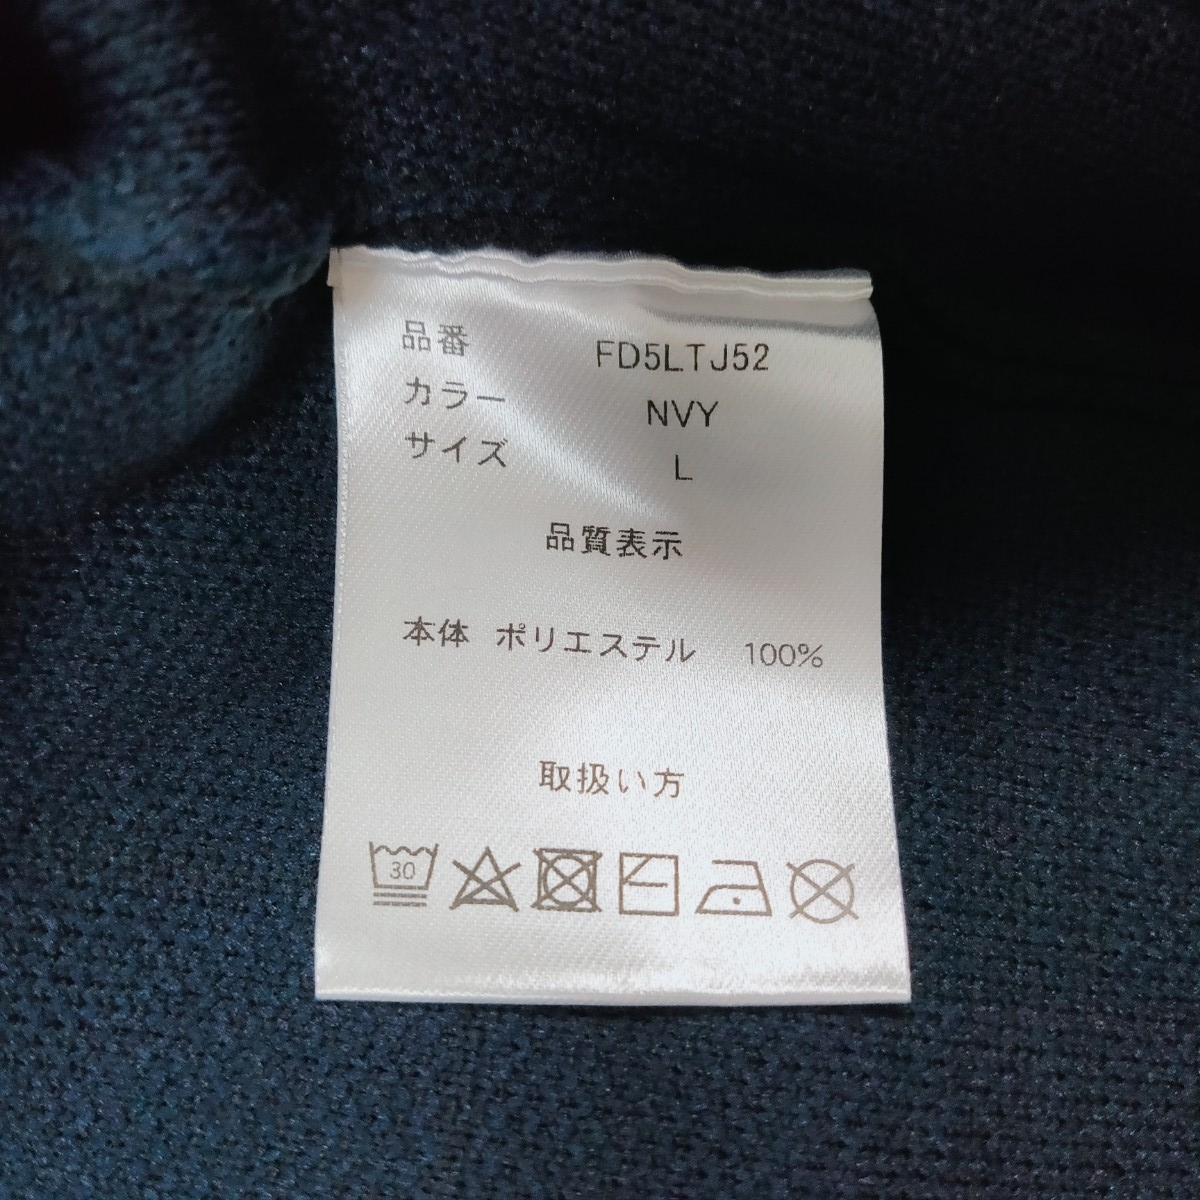 品番 FD5LTJ52
カラー NVY
サイズ L
品質表示
本体 ポリエステル 100%
取扱い方
30